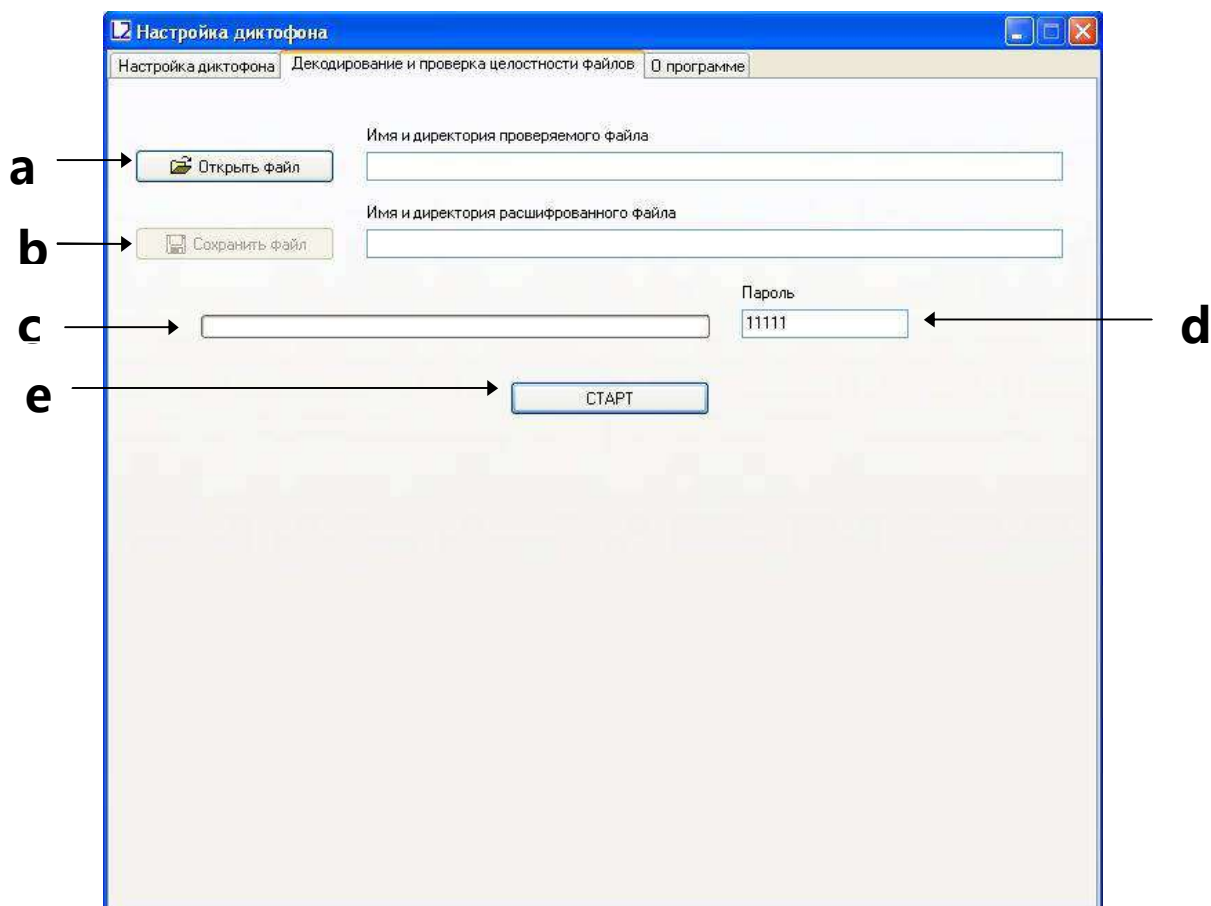 Настройка диктофона
Настройка диктофона Декодирование и проверка целостности файлов О программе
Имя и директория проверяемого файла
a Открыть файл
Имя и директория расшифрованного файла
b Сохранить файл
Пароль
c 11111 d
e СТАРТ